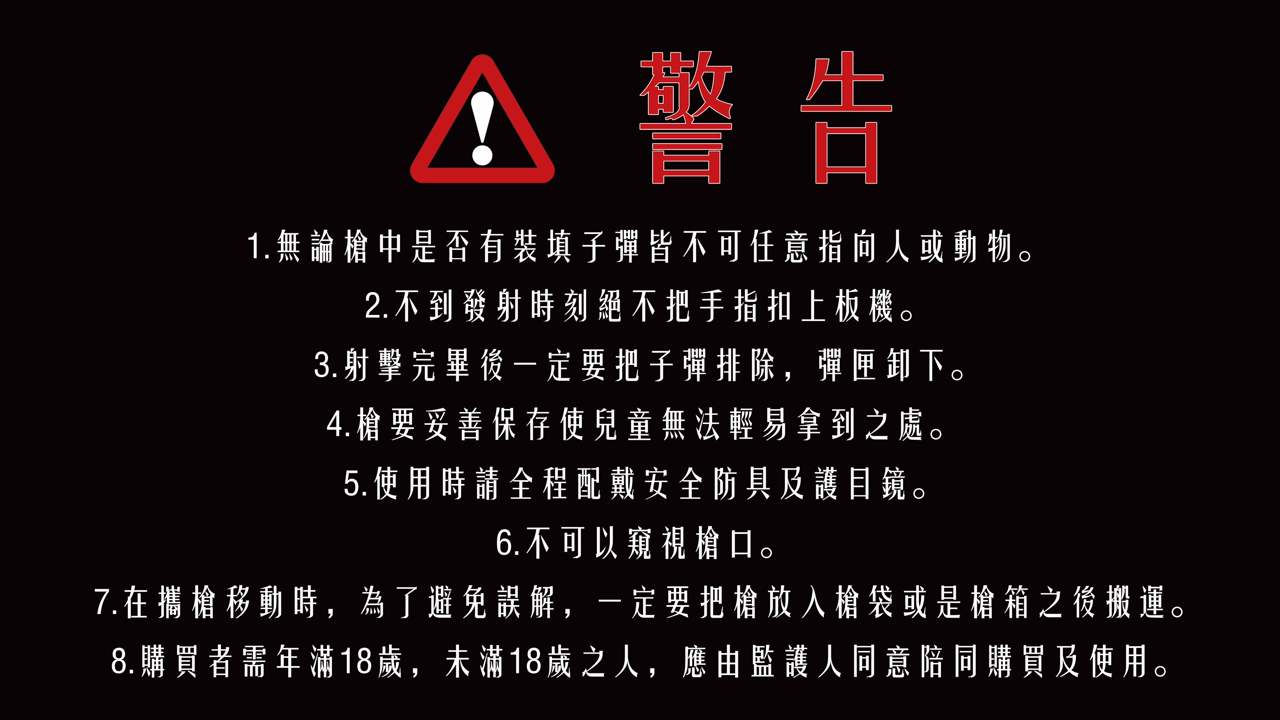 警告
1.無論槍中是否有裝填子彈皆不可任意指向人或動物。
2.不到發射時刻絕不把手指扣上板機。
3.射擊完畢後一定要把子彈排除，彈匣卸下。
4.槍要妥善保存使兒童無法輕易拿到之處。
5.使用時請全程配戴安全防具及護目鏡。
6.不可以窺視槍口。
7.在攜槍移動時，為了避免誤解，一定要把槍放入槍袋或是槍箱之後搬運。
8.購買者需年滿18歲，未滿18歲之人，應由監護人同意陪同購買及使用。